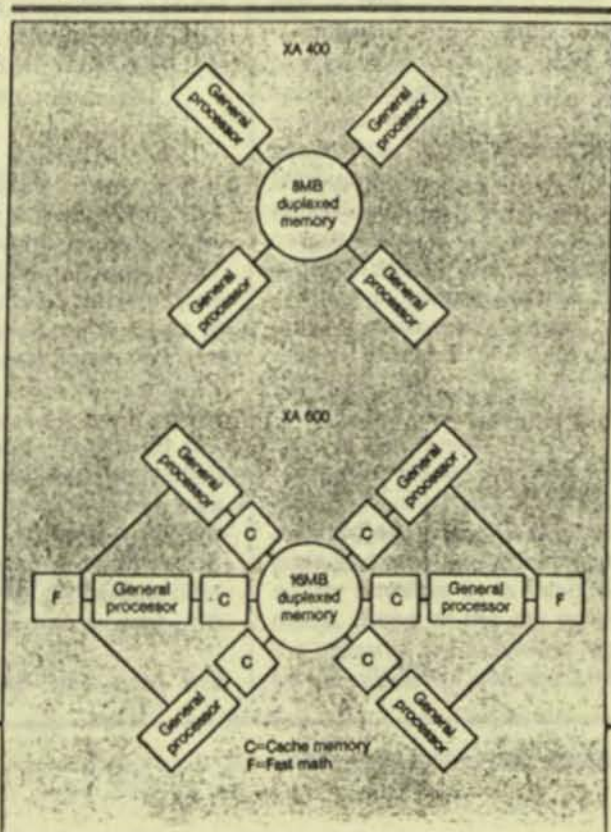 XA 400
General
processor
General
processor
8MB
duplexed
memory
General
processor
General
processor
XA 600
General
processor
General
processor
C
C
F
General
processor
C
16MB
duplexed
memory
C
General
processor
F
C
C
General
processor
General
processor
C=Cache memory
F=Fast math